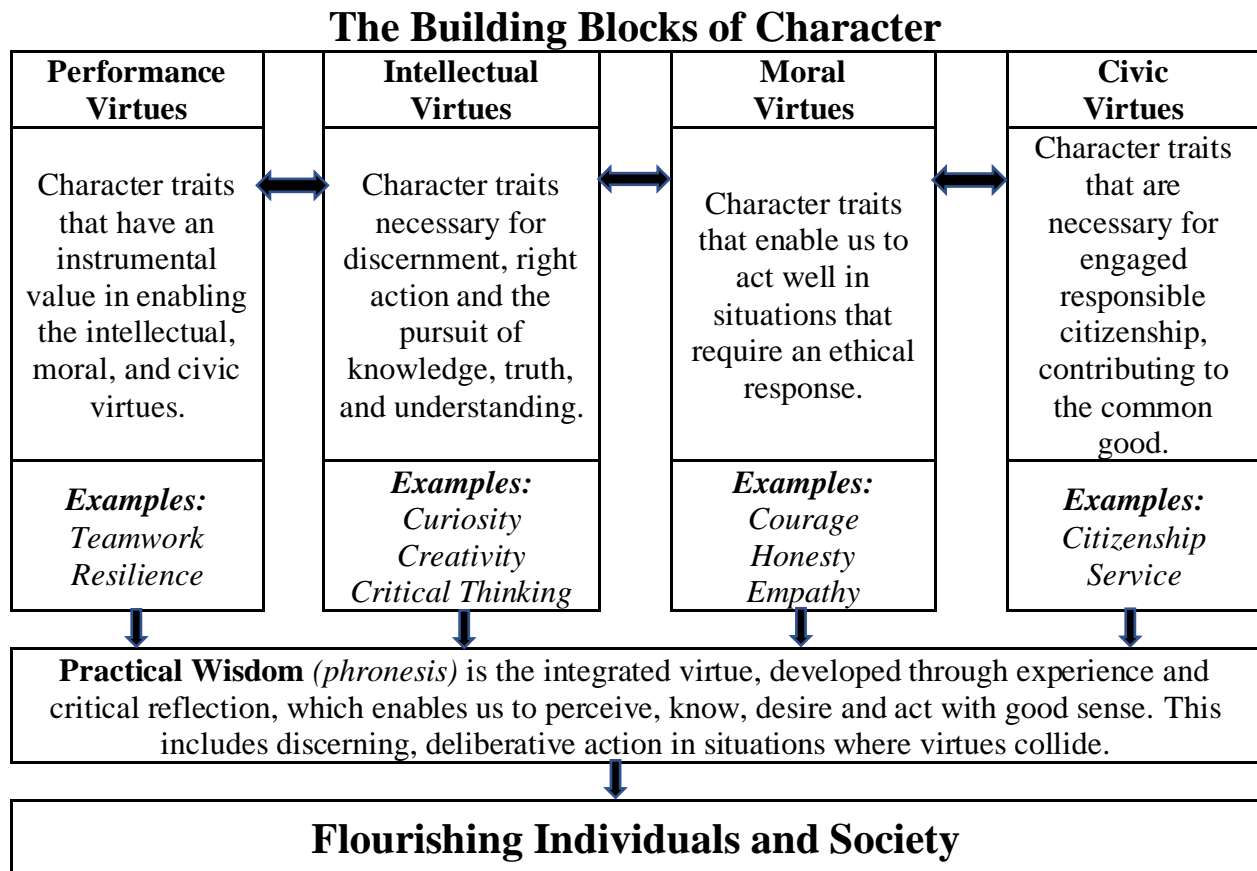 The Building Blocks of Character
Performance
Virtues
Character traits
that have an
instrumental
value in enabling
the intellectual,
moral, and civic
virtues.
Examples:
Teamwork
Resilience
Intellectual
Virtues
Character traits
necessary for
discernment, right
action and the
pursuit of
knowledge, truth,
and understanding.
Examples:
Curiosity
Creativity
Critical Thinking
Moral
Virtues
Character traits
that enable us to
act well in
situations that
require an ethical
response.
Examples:
Courage
Honesty
Empathy
Civic
Virtues
Character traits
that are
necessary for
engaged
responsible
citizenship,
contributing to
the common
good.
Examples:
Citizenship
Service
Practical Wisdom (phronesis) is the integrated virtue, developed through experience and
critical reflection, which enables us to perceive, know, desire and act with good sense. This
includes discerning, deliberative action in situations where virtues collide.
Flourishing Individuals and Society